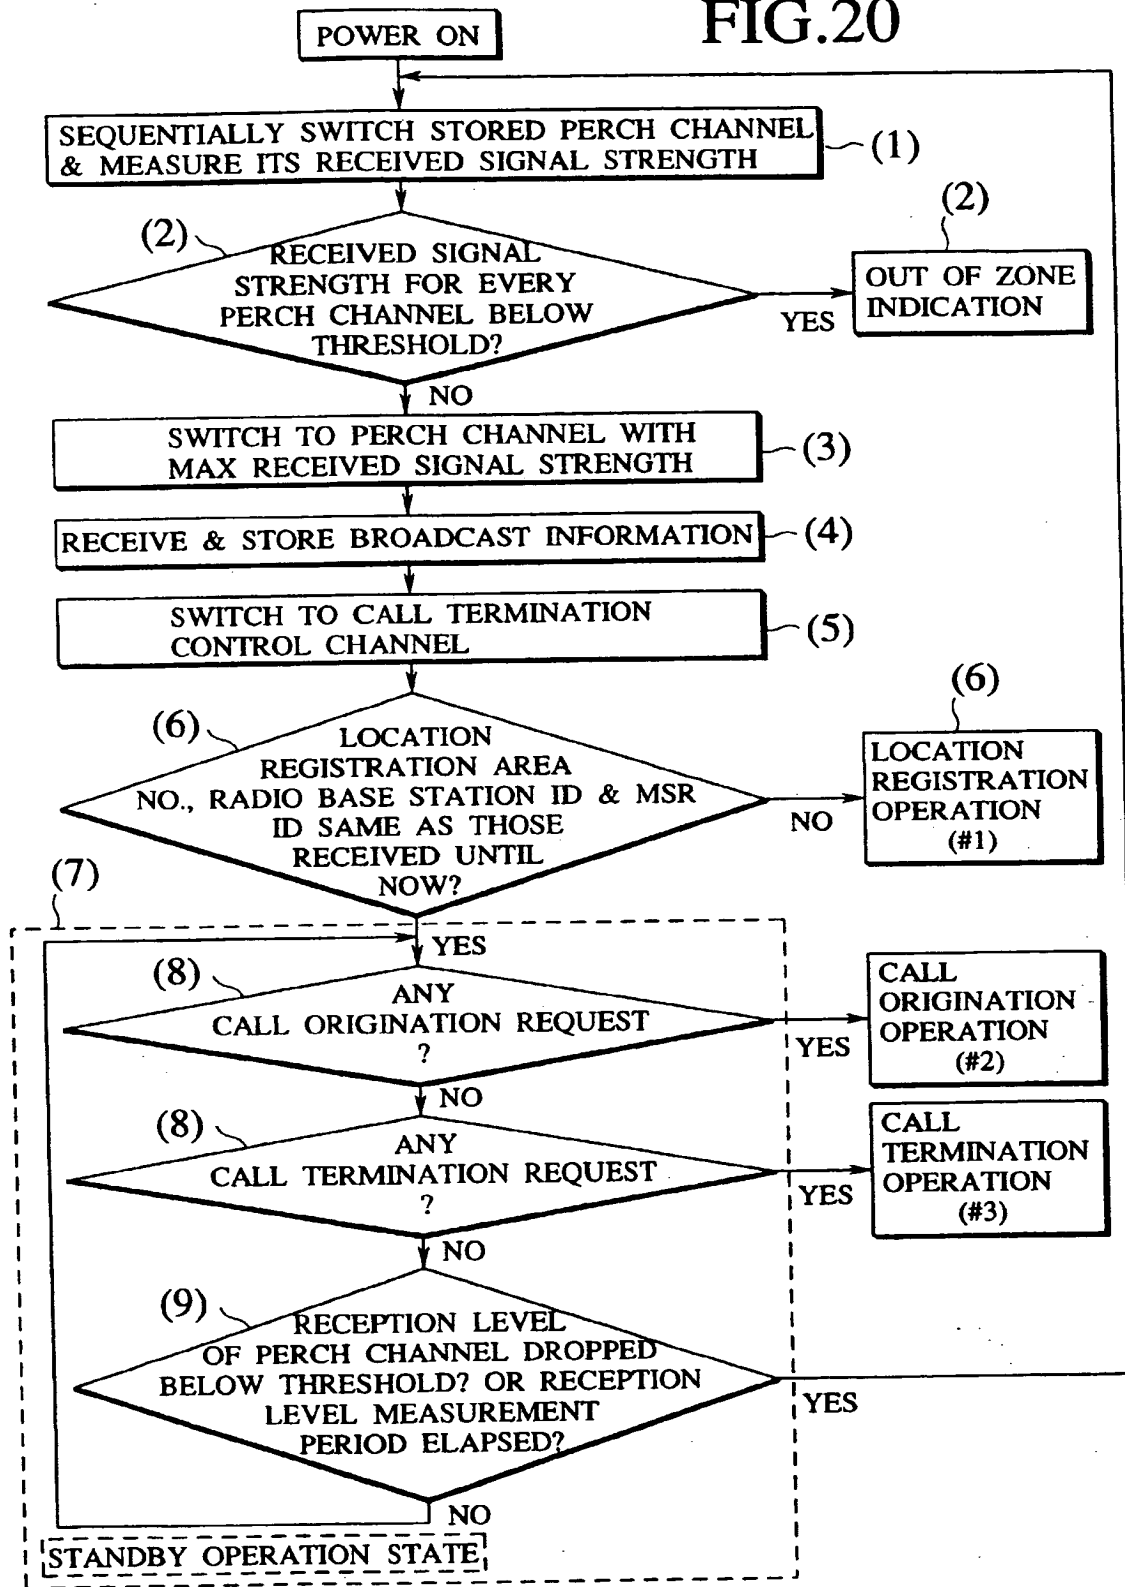 FIG.20
POWER ON
SEQUENTIALLY SWITCH STORED PERCH CHANNEL
& MEASURE ITS RECEIVED SIGNAL STRENGTH
(1)
(2)
RECEIVED SIGNAL
STRENGTH FOR EVERY
PERCH CHANNEL BELOW
THRESHOLD?
YES
(2)
OUT OF ZONE
INDICATION
NO
SWITCH TO PERCH CHANNEL WITH
MAX RECEIVED SIGNAL STRENGTH
(3)
RECEIVE & STORE BROADCAST INFORMATION
(4)
SWITCH TO CALL TERMINATION
CONTROL CHANNEL
(5)
(6)
LOCATION
REGISTRATION AREA
NO., RADIO BASE STATION ID & MSR
ID SAME AS THOSE
RECEIVED UNTIL
NOW?
NO
(6)
LOCATION
REGISTRATION
OPERATION
(#1)
(7)
YES
(8)
ANY
CALL ORIGINATION REQUEST
?
YES
CALL
ORIGINATION
OPERATION
(#2)
NO
(8)
ANY
CALL TERMINATION REQUEST
?
YES
CALL
TERMINATION
OPERATION
(#3)
NO
(9)
RECEPTION LEVEL
OF PERCH CHANNEL DROPPED
BELOW THRESHOLD? OR RECEPTION
LEVEL MEASUREMENT
PERIOD ELAPSED?
YES
NO
STANDBY OPERATION STATE